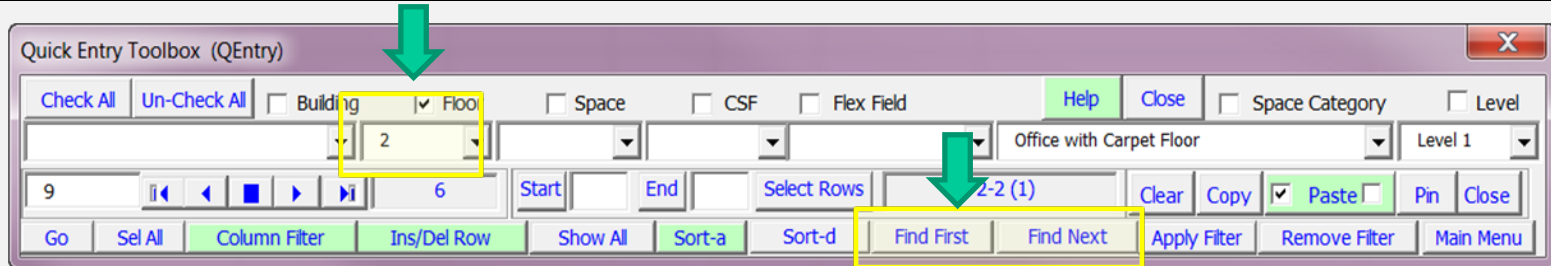 Quick Entry Toolbox (QEntry)
Check All Un-Check All Building Floor Space CSF Flex Field Help Close Space Category Level
2 Office with Carpet Floor Level 1
9 6 Start End Select Rows 2-2 (1) Clear Copy Paste Pin Close
Go Sel All Column Filter Ins/Del Row Show All Sort-a Sort-d Find First Find Next Apply Filter Remove Filter Main Menu